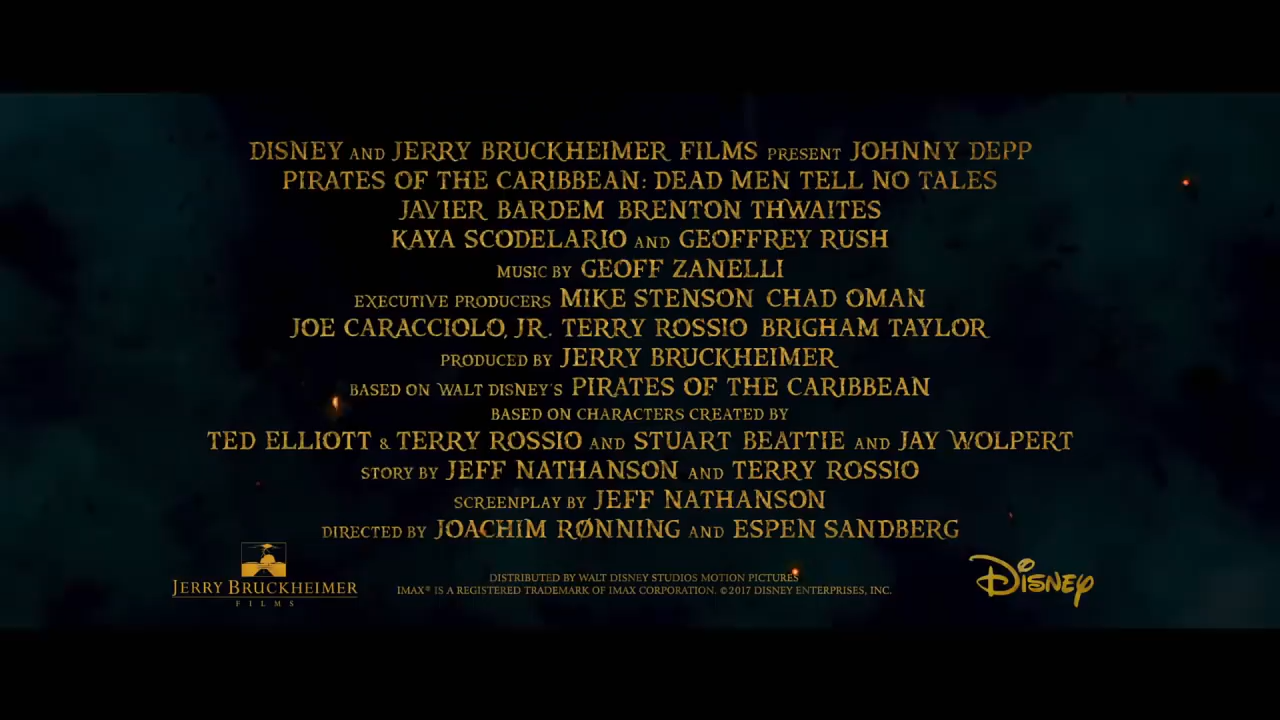 DISNEY AND JERRY BRUCKHEIMER FILMS PRESENT JOHNNY DEPP
PIRATES OF THE CARIBBEAN: DEAD MEN TELL NO TALES
JAVIER BARDEM BRENTON THWAITES
KAYA SCODELARIO AND GEOFFREY RUSH
MUSIC BY GEOFF ZANELLI
EXECUTIVE PRODUCERS MIKE STENSON CHAD OMAN
JOE CARACCIOLO, JR. TERRY ROSSIO BRIGHAM TAYLOR
PRODUCED BY JERRY BRUCKHEIMER
BASED ON WALT DISNEY'S PIRATES OF THE CARIBBEAN
BASED ON CHARACTERS CREATED BY
TED ELLIOTT & TERRY ROSSIO AND STUART BEATTIE AND JAY WOLPERT
STORY BY JEFF NATHANSON AND TERRY ROSSIO
SCREENPLAY BY JEFF NATHANSON
DIRECTED BY JOACHIM RØNNING AND ESPEN SANDBERG
JERRY BRUCKHEIMER
FILMS
DISTRIBUTED BY WALT DISNEY STUDIOS MOTION PICTURES
IMAX® IS A REGISTERED TRADEMARK OF IMAX CORPORATION. ©2017 DISNEY ENTERPRISES, INC.
DISNEY